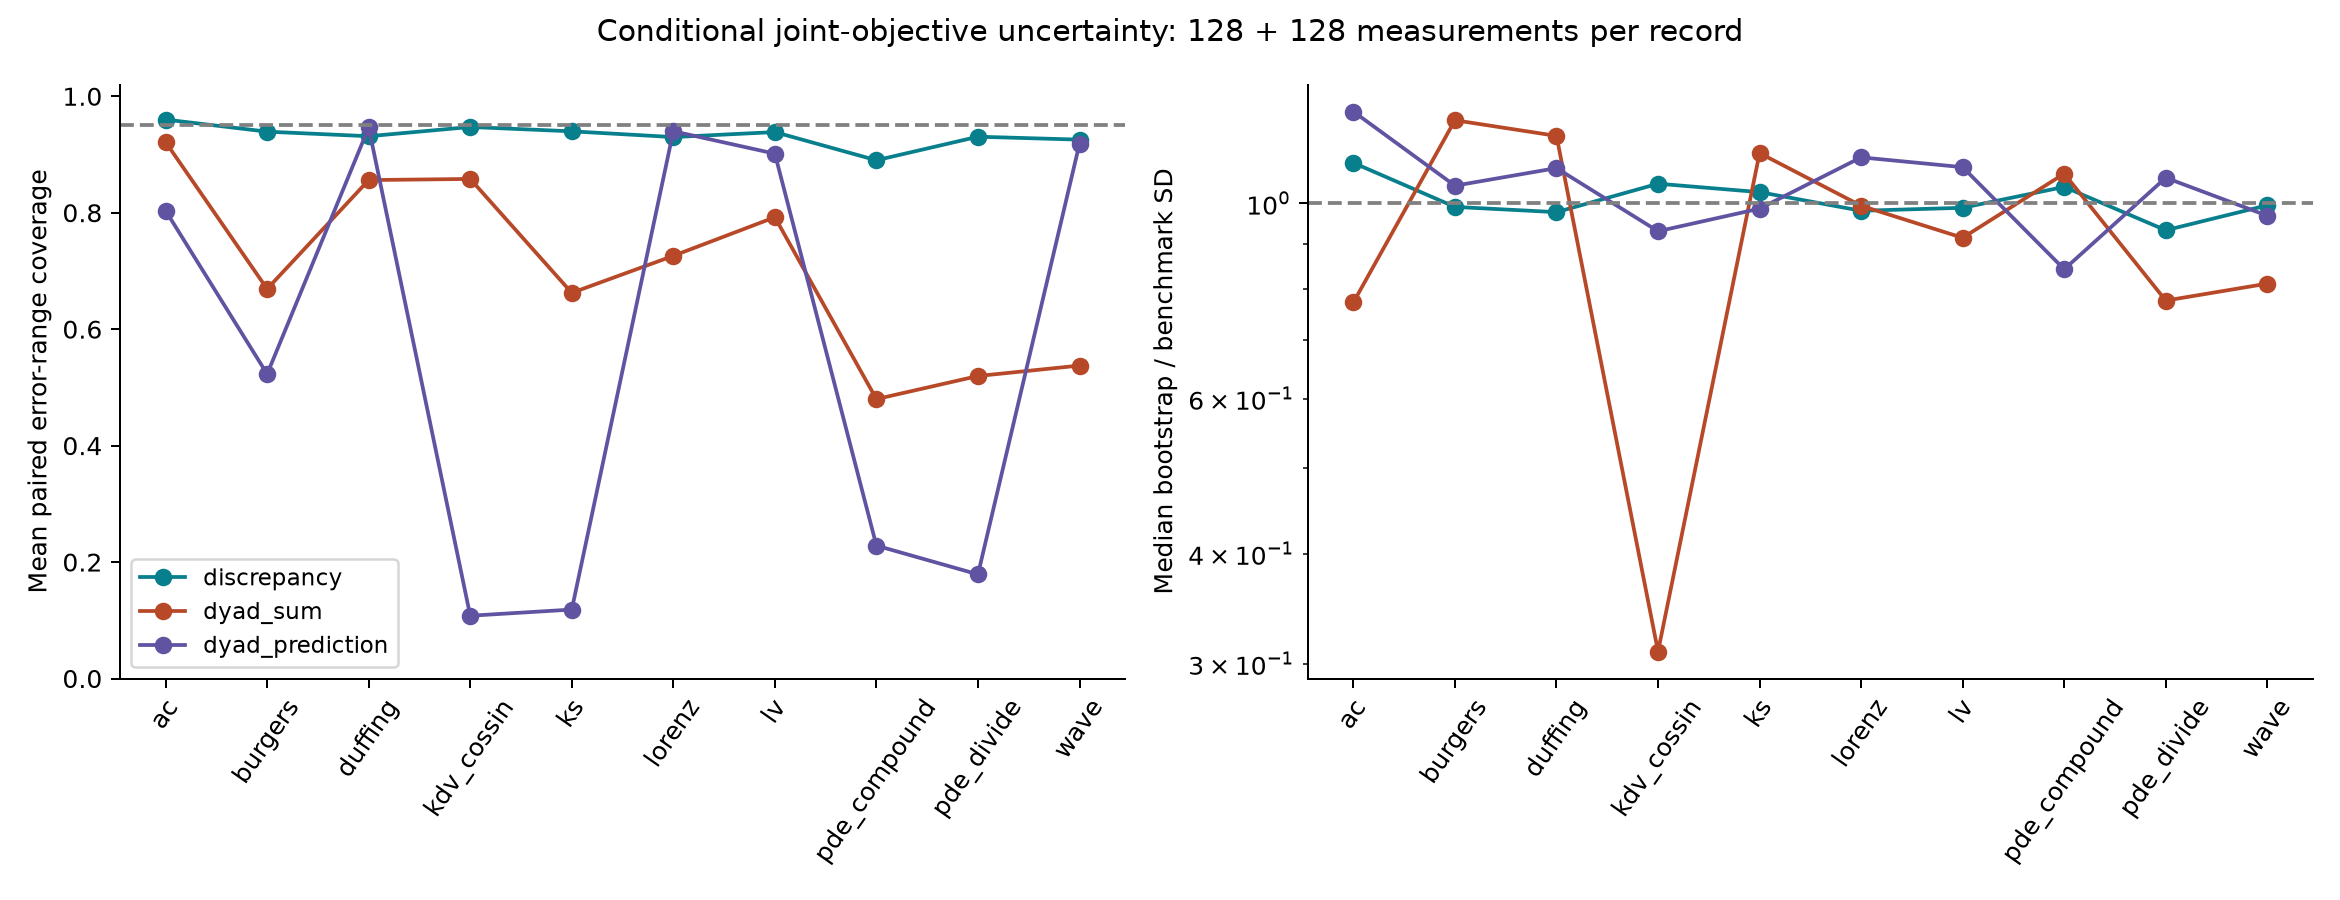 Conditional joint-objective uncertainty: 128 + 128 measurements per record
Mean paired error-range coverage
1.0
0.8
0.6
0.4
0.2
0.0
discrepancy
dyad_sum
dyad_prediction
ac
burgers
duffing
kdv_cossin
ks
lorenz
lv
pde_compound
pde_divide
wave
Median bootstrap / benchmark SD
10⁰
6 × 10⁻¹
4 × 10⁻¹
3 × 10⁻¹
ac
burgers
duffing
kdv_cossin
ks
lorenz
lv
pde_compound
pde_divide
wave